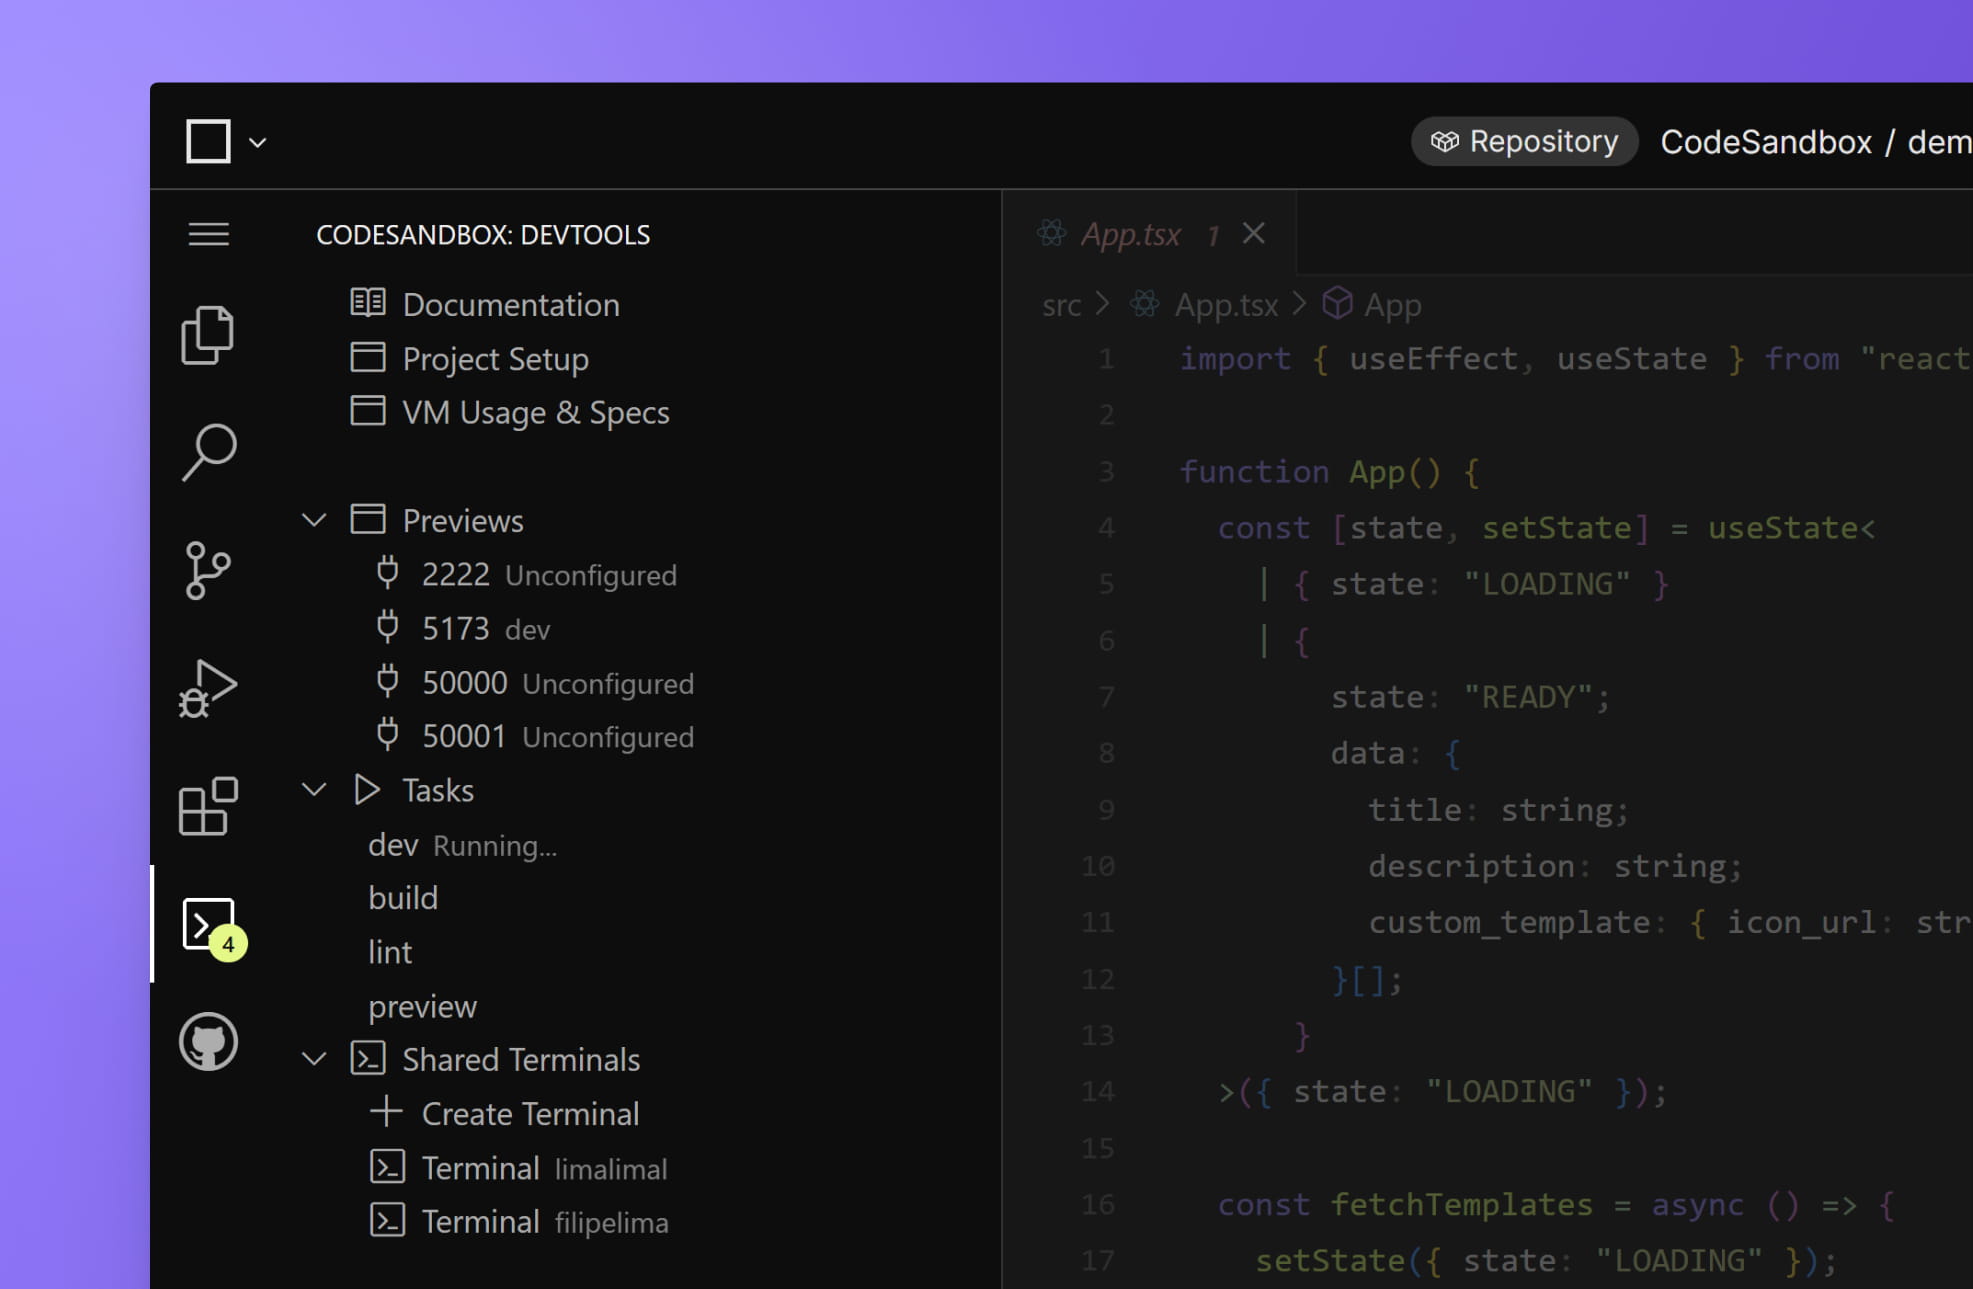 Repository CodeSandbox / dem
CODESANDBOX: DEVTOOLS
Documentation
Project Setup
VM Usage & Specs
Previews
2222 Unconfigured
5173 dev
50000 Unconfigured
50001 Unconfigured
Tasks
dev Running...
build
lint
preview
Shared Terminals
Create Terminal
Terminal limalimal
Terminal filipelima
4
App.tsx 1
src > App.tsx > App
1 import { useEffect, useState } from "react
2
3 function App() {
4 const [state, setState] = useState<
5 | { state: "LOADING" }
6 | {
7 state: "READY";
8 data: {
9 title: string;
10 description: string;
11 custom_template: { icon_url: str
12 }[];
13 }
14 >({ state: "LOADING" });
15
16 const fetchTemplates = async () => {
17 setState({ state: "LOADING" });